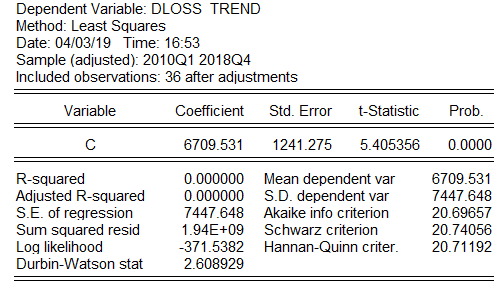 Dependent Variable: DLOSS TREND
Method: Least Squares
Date: 04/03/19 Time: 16:53
Sample (adjusted): 2010Q1 2018Q4
Included observations: 36 after adjustments
Variable Coefficient Std. Error t-Statistic Prob.
C 6709.531 1241.275 5.405356 0.0000
R-squared 0.000000 Mean dependent var 6709.531
Adjusted R-squared 0.000000 S.D. dependent var 7447.648
S.E. of regression 7447.648 Akaike info criterion 20.69657
Sum squared resid 1.94E+09 Schwarz criterion 20.74056
Log likelihood -371.5382 Hannan-Quinn criter. 20.71192
Durbin-Watson stat 2.608929